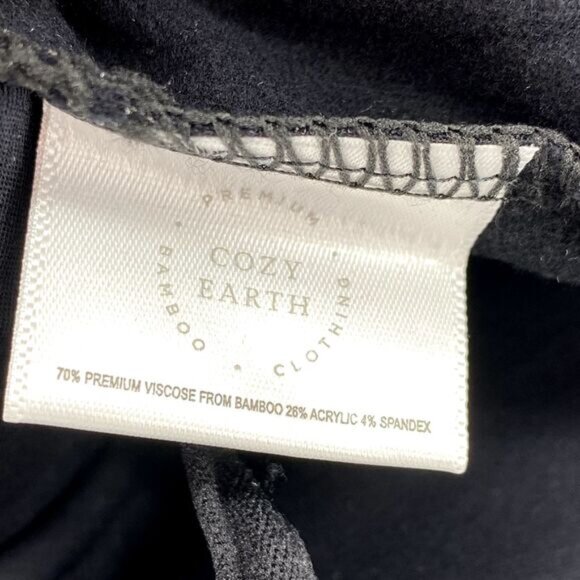 PREMIUM
COZY
EARTH
BAMBOO
CLOTHING
70% PREMIUM VISCOSE FROM BAMBOO 26% ACRYLIC 4% SPANDEX